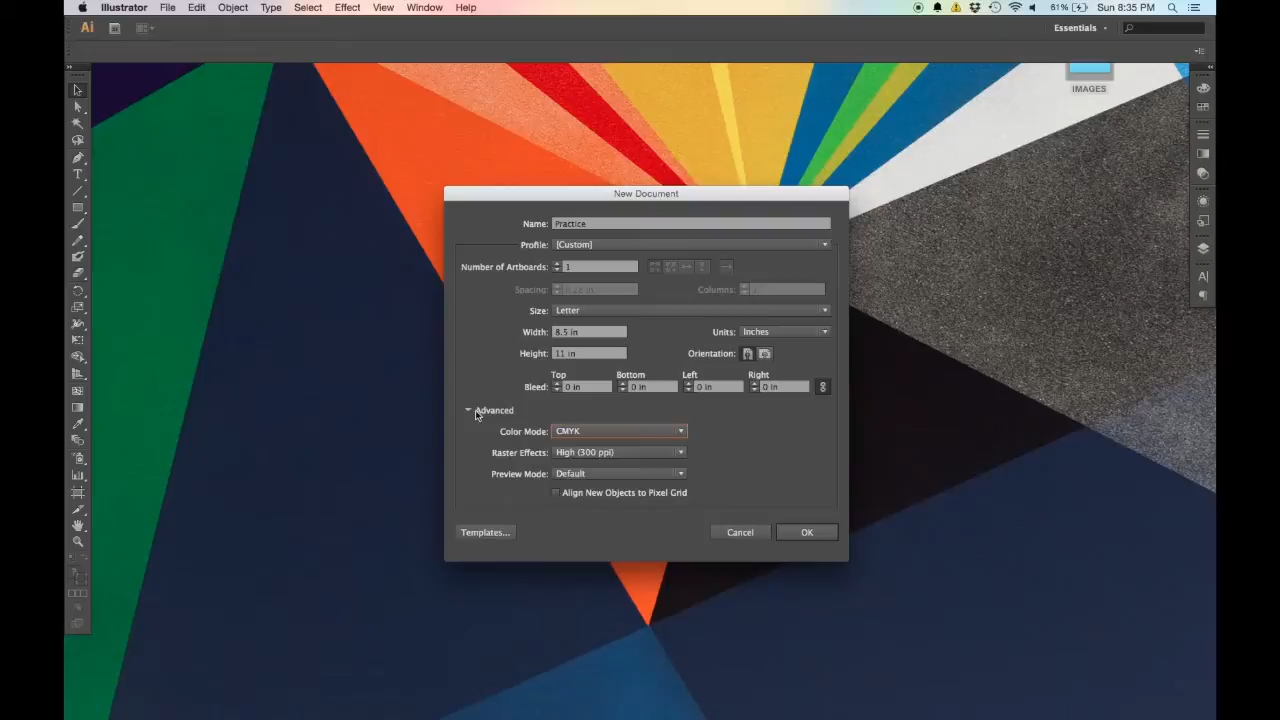 Illustrator File Edit Object Type Select Effect View Window Help 61% Sun 8:35 PM
Ai Essentials
IMAGES
New Document
Name: Practice
Profile: [Custom]
Number of Artboards: 1
Spacing: Columns:
Size: Letter
Width: 8.5 in Units: Inches
Height: 11 in Orientation:
Top Bottom Left Right
Bleed: 0 in 0 in 0 in 0 in
Advanced
Color Mode: CMYK
Raster Effects: High (300 ppi)
Preview Mode: Default
Align New Objects to Pixel Grid
Templates... Cancel OK